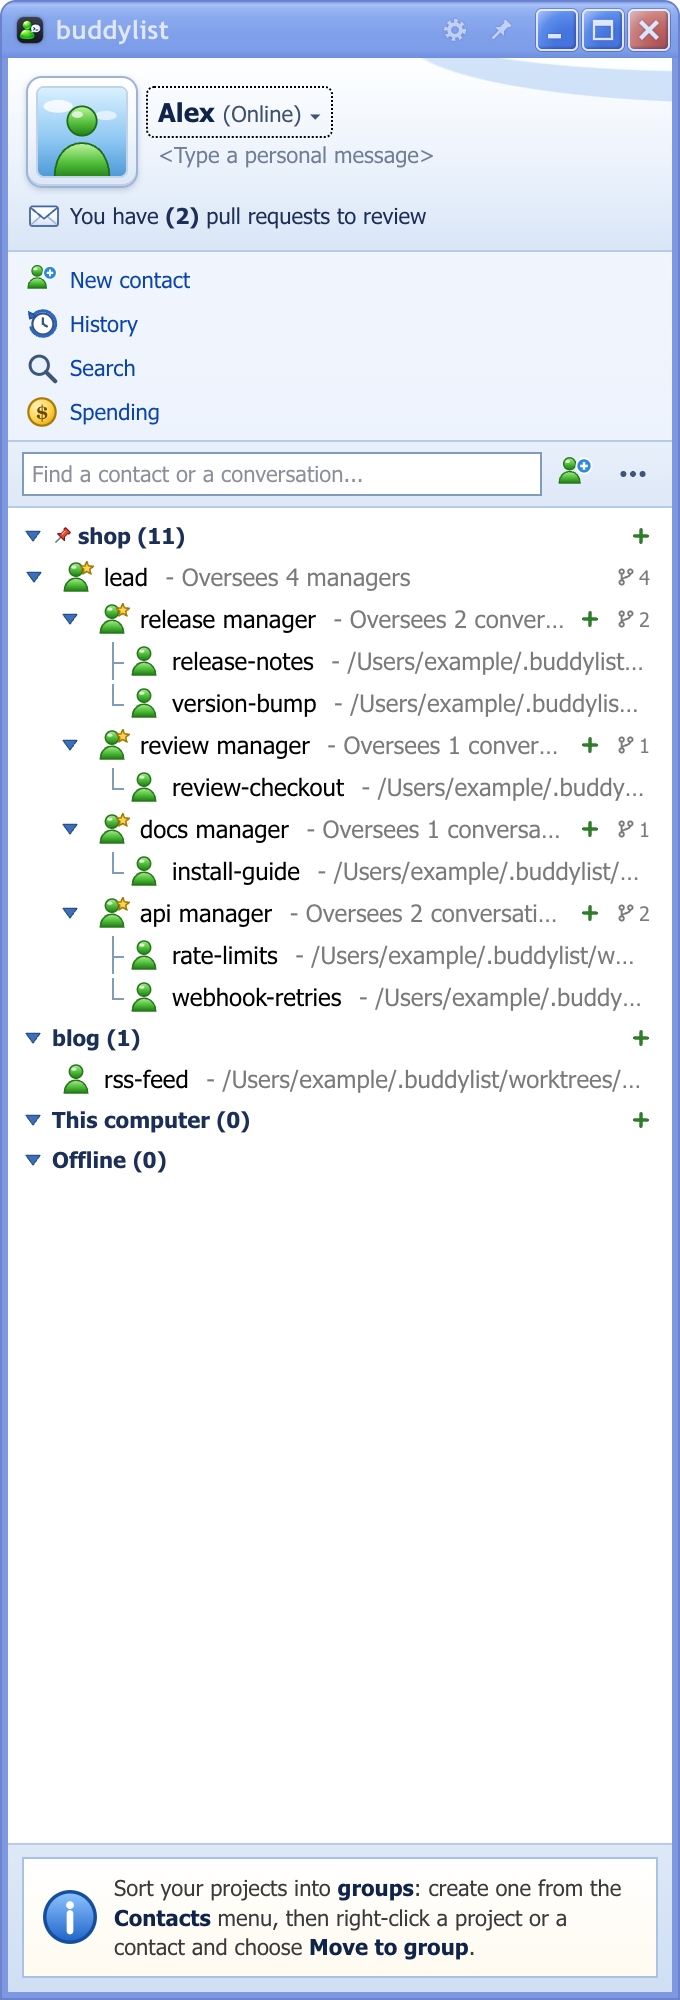 buddylist
Alex (Online)
<Type a personal message>
You have (2) pull requests to review
New contact
History
Search
Spending
Find a contact or a conversation...
shop (11)
lead - Oversees 4 managers 4
release manager - Oversees 2 conver... 2
release-notes - /Users/example/.buddylist...
version-bump - /Users/example/.buddylis...
review manager - Oversees 1 conver... 1
review-checkout - /Users/example/.buddy...
docs manager - Oversees 1 conversa... 1
install-guide - /Users/example/.buddylist/...
api manager - Oversees 2 conversati... 2
rate-limits - /Users/example/.buddylist/w...
webhook-retries - /Users/example/.buddy...
blog (1)
rss-feed - /Users/example/.buddylist/worktrees/...
This computer (0)
Offline (0)
Sort your projects into groups: create one from the
Contacts menu, then right-click a project or a
contact and choose Move to group.